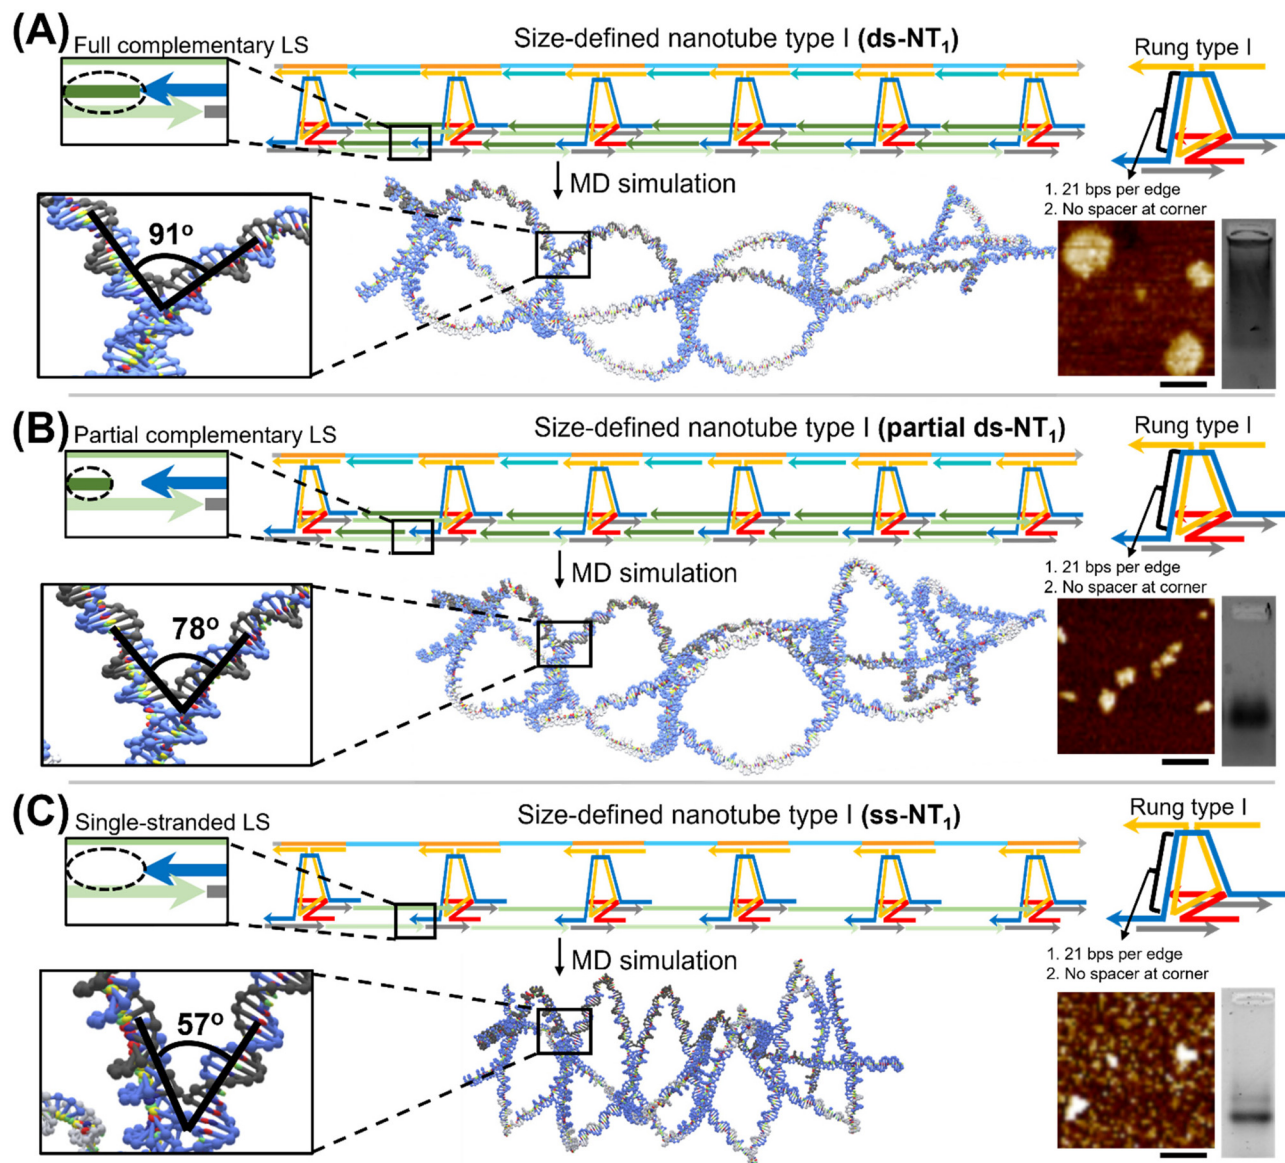 (A)
Full complementary LS
Size-defined nanotube type I (ds-NT₁)
Rung type I
MD simulation
1. 21 bps per edge
2. No spacer at corner
91°
(B)
Partial complementary LS
Size-defined nanotube type I (partial ds-NT₁)
Rung type I
MD simulation
1. 21 bps per edge
2. No spacer at corner
78°
(C)
Single-stranded LS
Size-defined nanotube type I (ss-NT₁)
Rung type I
MD simulation
1. 21 bps per edge
2. No spacer at corner
57°